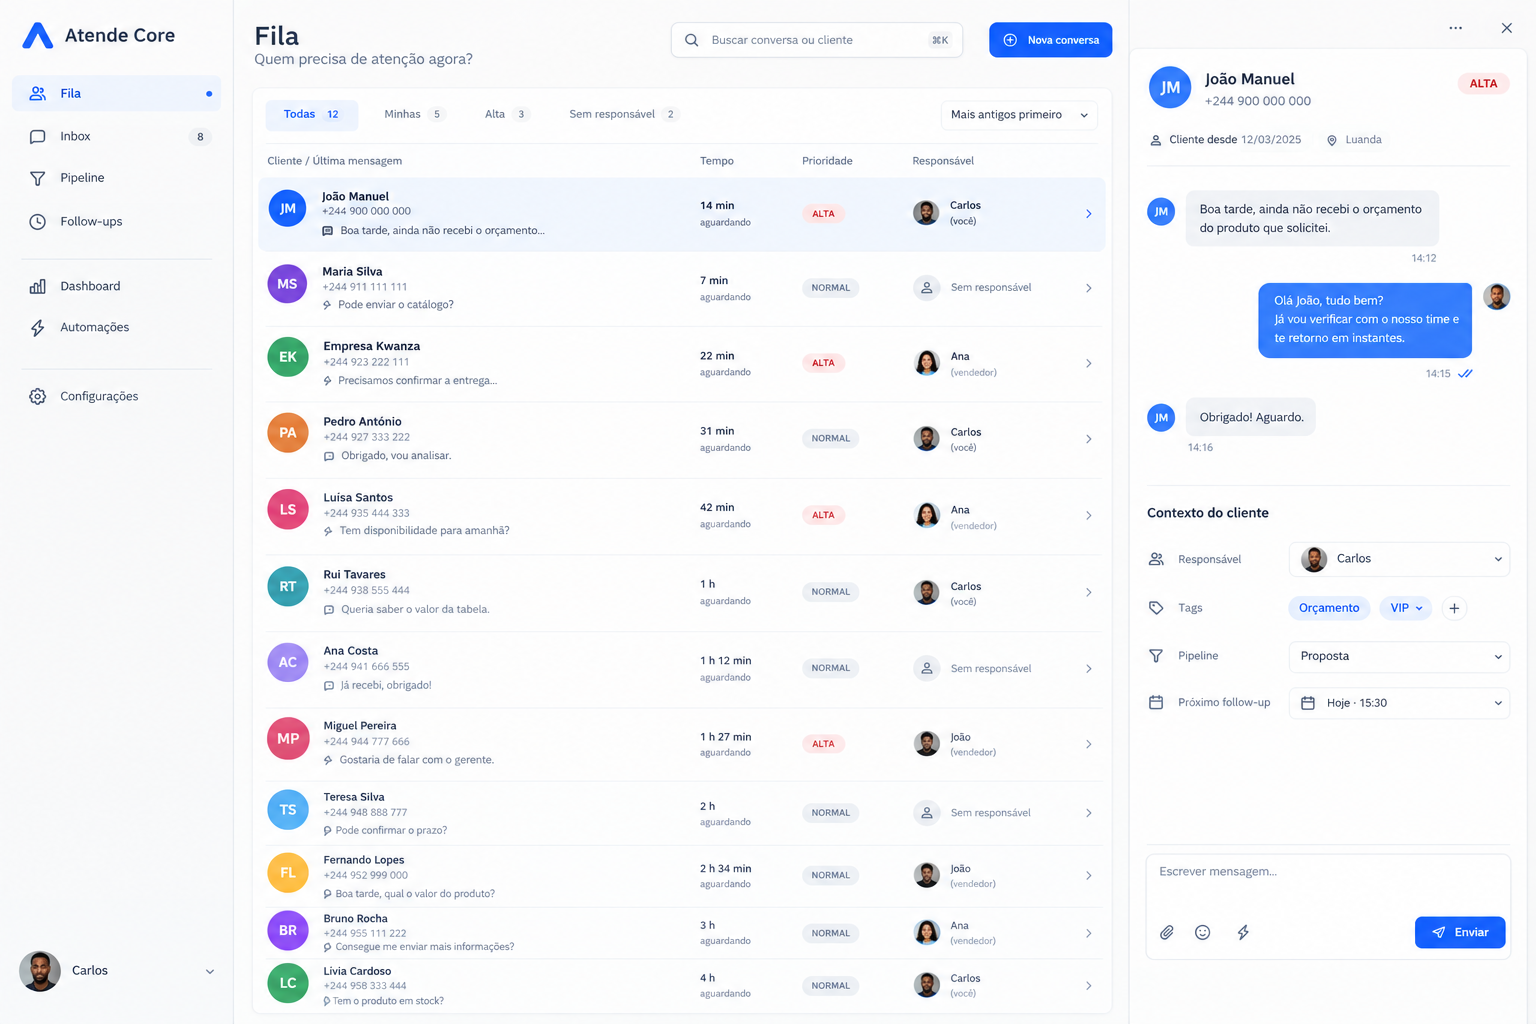 Atende Core
Fila
Inbox
8
Pipeline
Follow-ups
Dashboard
Automações
Configurações
Carlos
Fila
Quem precisa de atenção agora?
Buscar conversa ou cliente
⌘K
Nova conversa
Todas 12
Minhas 5
Alta 3
Sem responsável 2
Mais antigos primeiro
Cliente / Última mensagem
Tempo
Prioridade
Responsável
JM
João Manuel
+244 900 000 000
Boa tarde, ainda não recebi o orçamento...
14 min
aguardando
ALTA
Carlos
(você)
MS
Maria Silva
+244 911 111 111
Pode enviar o catálogo?
7 min
aguardando
NORMAL
Sem responsável
EK
Empresa Kwanza
+244 923 222 111
Precisamos confirmar a entrega...
22 min
aguardando
ALTA
Ana
(vendedor)
PA
Pedro António
+244 927 333 222
Obrigado, vou analisar.
31 min
aguardando
NORMAL
Carlos
(você)
LS
Luísa Santos
+244 935 444 333
Tem disponibilidade para amanhã?
42 min
aguardando
ALTA
Ana
(vendedor)
RT
Rui Tavares
+244 938 555 444
Queria saber o valor da tabela.
1 h
aguardando
NORMAL
Carlos
(você)
AC
Ana Costa
+244 941 666 555
Já recebi, obrigado!
1 h 12 min
aguardando
NORMAL
Sem responsável
MP
Miguel Pereira
+244 944 777 666
Gostaria de falar com o gerente.
1 h 27 min
aguardando
ALTA
João
(vendedor)
TS
Teresa Silva
+244 948 888 777
Pode confirmar o prazo?
2 h
aguardando
NORMAL
Sem responsável
FL
Fernando Lopes
+244 952 999 000
Boa tarde, qual o valor do produto?
2 h 34 min
aguardando
NORMAL
João
(vendedor)
BR
Bruno Rocha
+244 955 111 222
Consegue me enviar mais informações?
3 h
aguardando
NORMAL
Ana
(vendedor)
LC
Lívia Cardoso
+244 958 333 444
Tem o produto em stock?
4 h
aguardando
NORMAL
Carlos
(você)
JM
João Manuel
+244 900 000 000
ALTA
Cliente desde 12/03/2025
Luanda
JM
Boa tarde, ainda não recebi o orçamento
do produto que solicitei.
14:12
Olá João, tudo bem?
Já vou verificar com o nosso time e
te retorno em instantes.
14:15
JM
Obrigado! Aguardo.
14:16
Contexto do cliente
Responsável
Carlos
Tags
Orçamento
VIP
Pipeline
Proposta
Próximo follow-up
Hoje · 15:30
Escrever mensagem...
Enviar